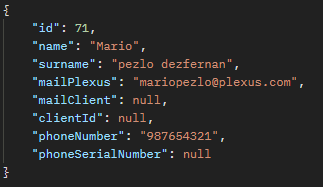 {
"id": 71,
"name": "Mario",
"surname": "pezlo dezfernan",
"mailPlexus": "mariopezlo@plexus.com",
"mailClient": null,
"clientId": null,
"phoneNumber": "987654321",
"phoneSerialNumber": null
}